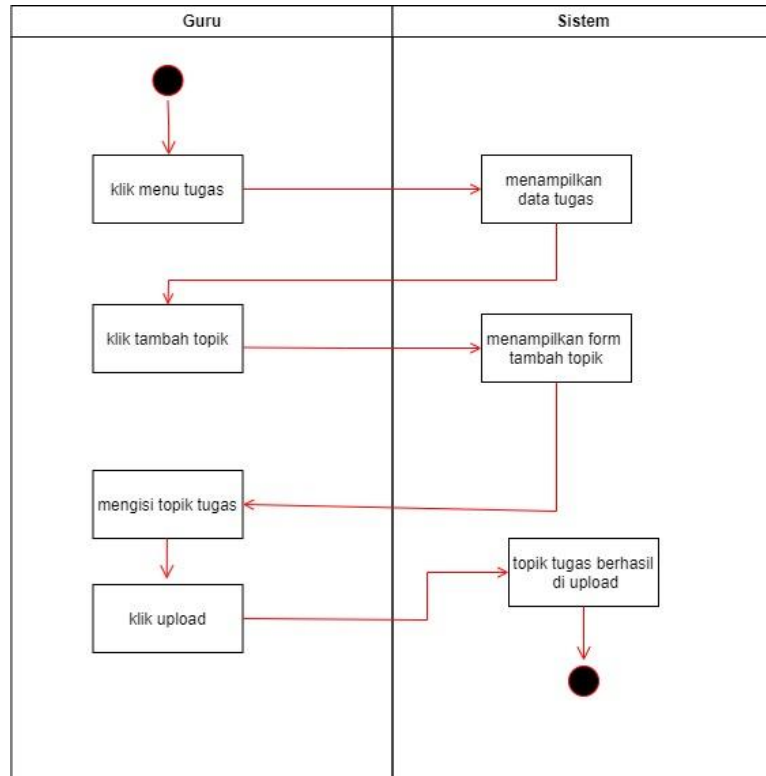 Guru
Sistem
klik menu tugas
menampilkan
data tugas
klik tambah topik
menampilkan form
tambah topik
mengisi topik tugas
topik tugas berhasil
di upload
klik upload